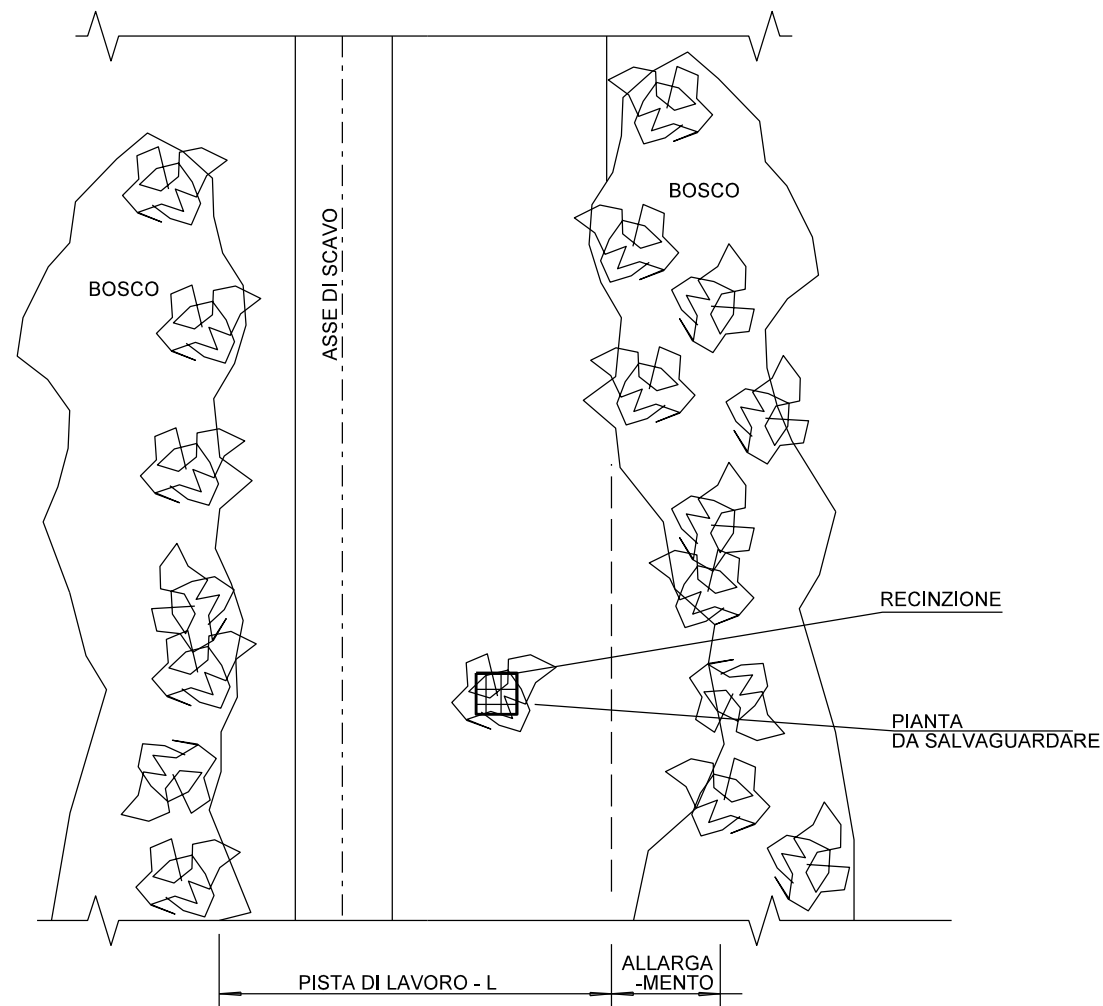 BOSCO
BOSCO
ASSE DI SCAVO
RECINZIONE
PIANTA
DA SALVAGUARDARE
PISTA DI LAVORO - L
ALLARGA
-MENTO